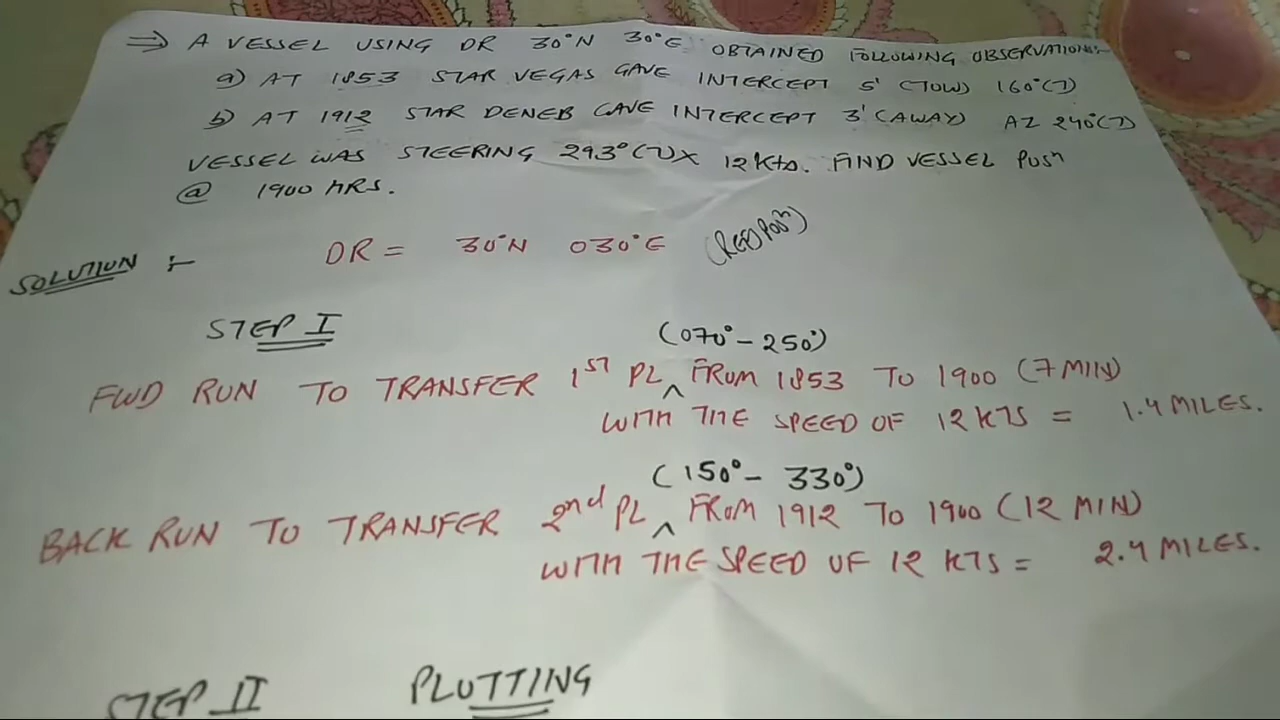 ⇒ A VESSEL USING DR 30°N 30°E OBTAINED FOLLOWING OBSERVATIONS:-
a) AT 1853 STAR VEGAS GAVE INTERCEPT 5' (TOW) 160°(T)
b) AT 1912 STAR DENEB GAVE INTERCEPT 3' (AWAY) AZ 240°(T)
VESSEL WAS STEERING 293°(T) X 12 Kts. FIND VESSEL POSN
@ 1900 HRS.
SOLUTION :- DR = 30°N 030°E (REF POSN)
STEP I
(070° - 250°)
FWD RUN TO TRANSFER 1ST PL ^ FROM 1853 TO 1900 (7 MIN)
WITH THE SPEED OF 12 KTS = 1.4 MILES.
(150° - 330°)
BACK RUN TO TRANSFER 2nd PL ^ FROM 1912 TO 1900 (12 MIN)
WITH THE SPEED OF 12 KTS = 2.4 MILES.
STEP II PLOTTING